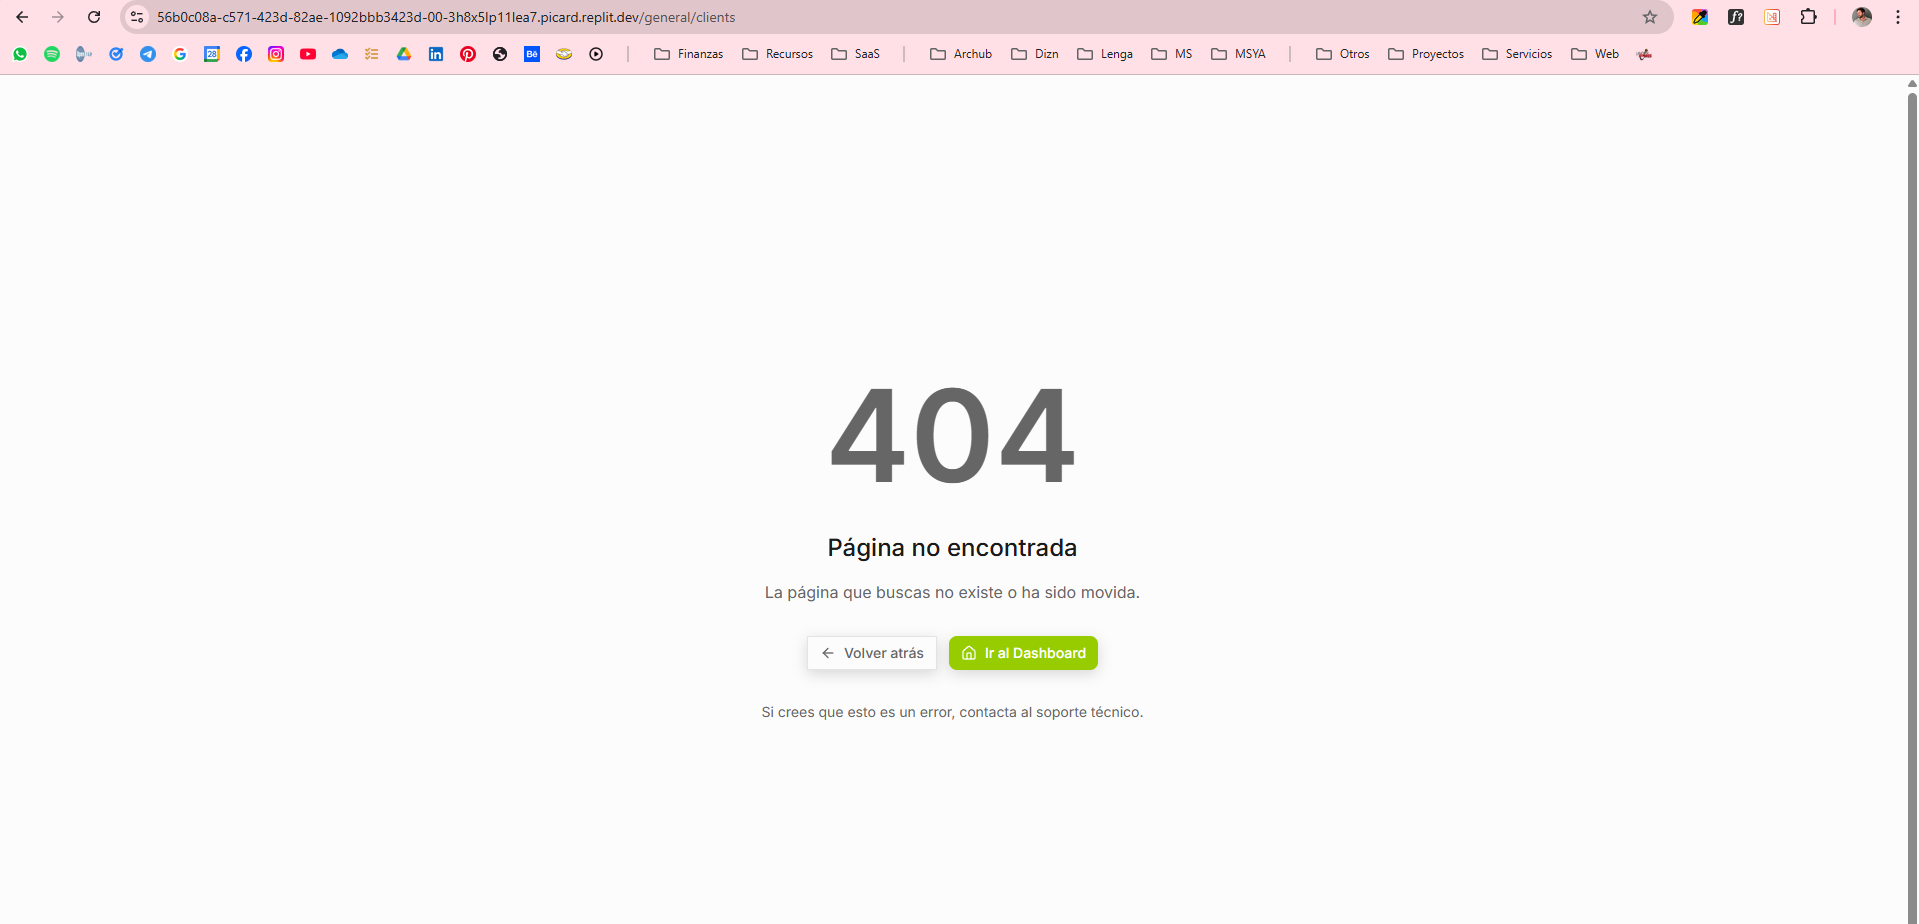 56b0c08a-c571-423d-82ae-1092bbb3423d-00-3h8x5lp11lea7.picard.replit.dev/general/clients
Finanzas Recursos SaaS Archub Dizn Lenga MS MSYA Otros Proyectos Servicios Web
404
Página no encontrada
La página que buscas no existe o ha sido movida.
Volver atrás Ir al Dashboard
Si crees que esto es un error, contacta al soporte técnico.